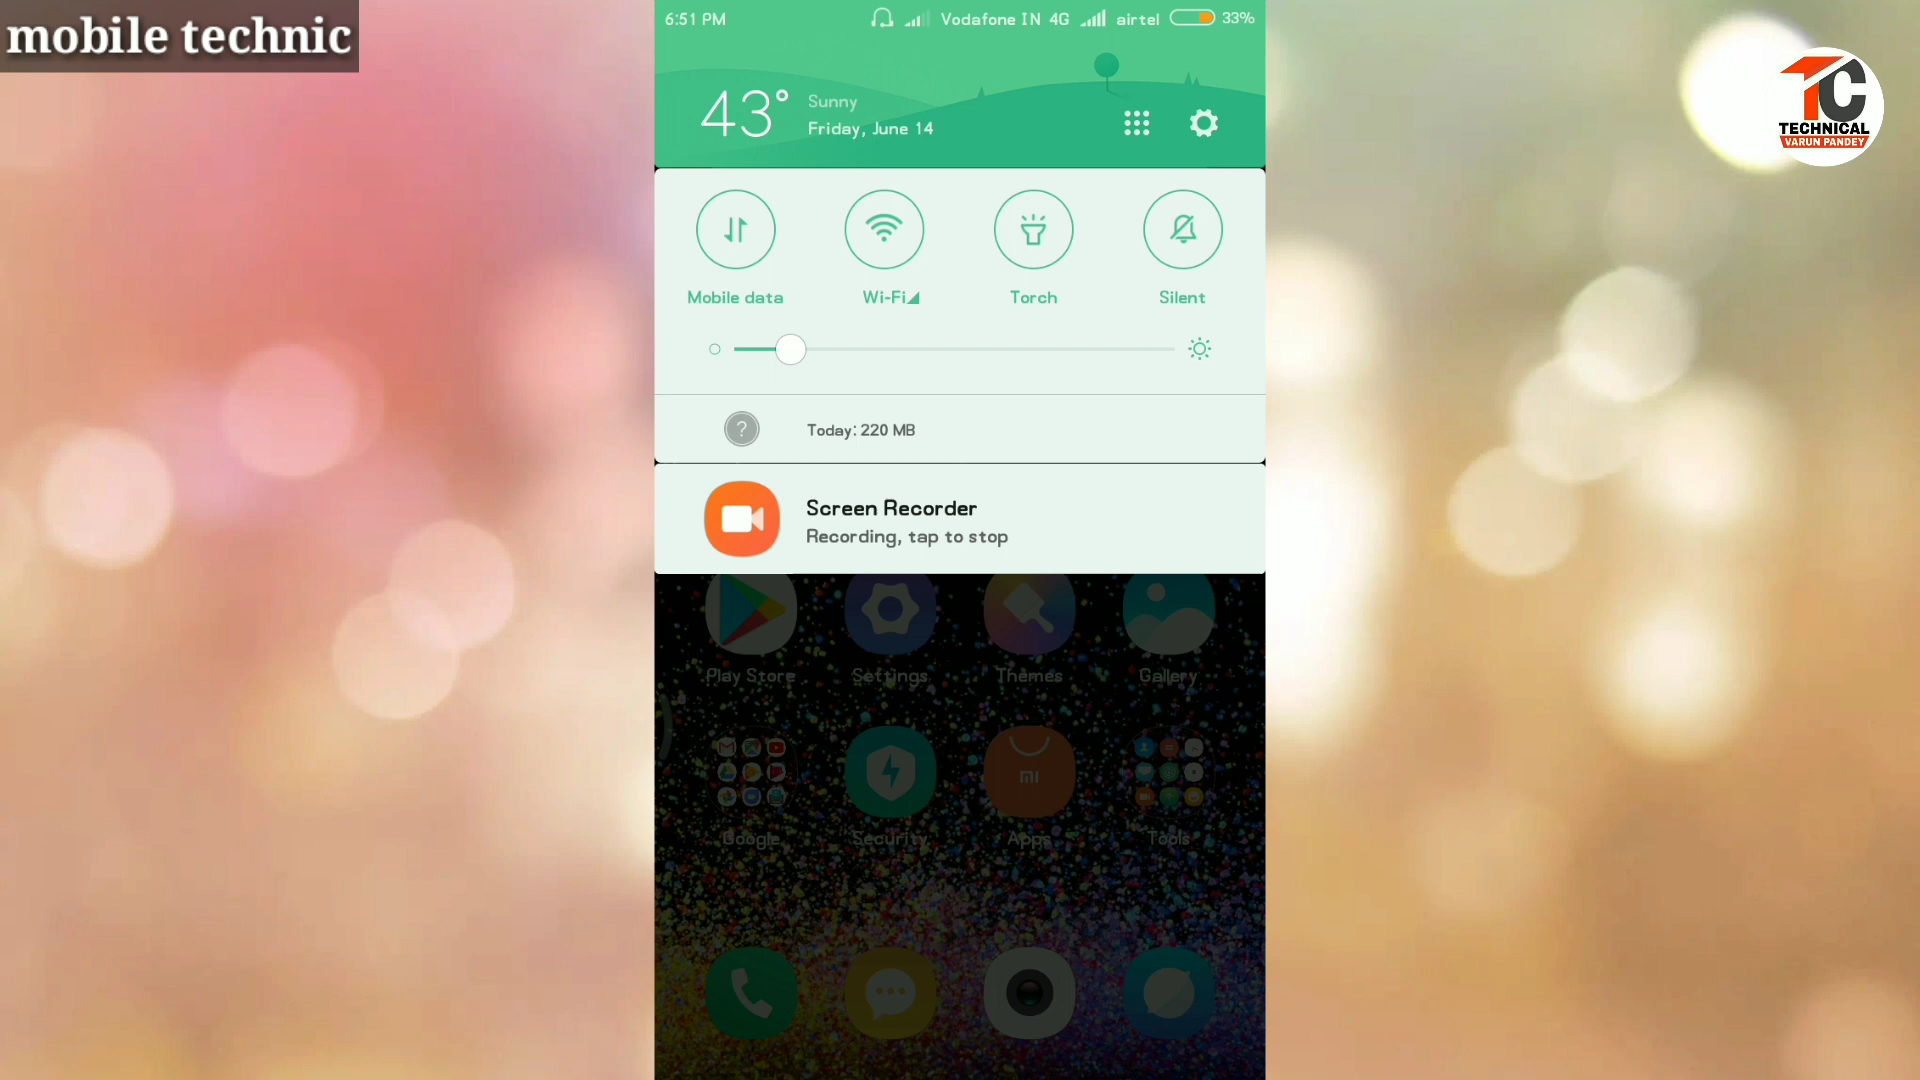 mobile technic
6:51 PM Vodafone IN 4G airtel 33%
TC
TECHNICAL
VARUN PANDEY
43° Sunny
Friday, June 14
Mobile data Wi-Fi Torch Silent
? Today: 220 MB
Screen Recorder
Recording, tap to stop
Play Store Settings Themes Gallery
mi
Google Security Apps Tools